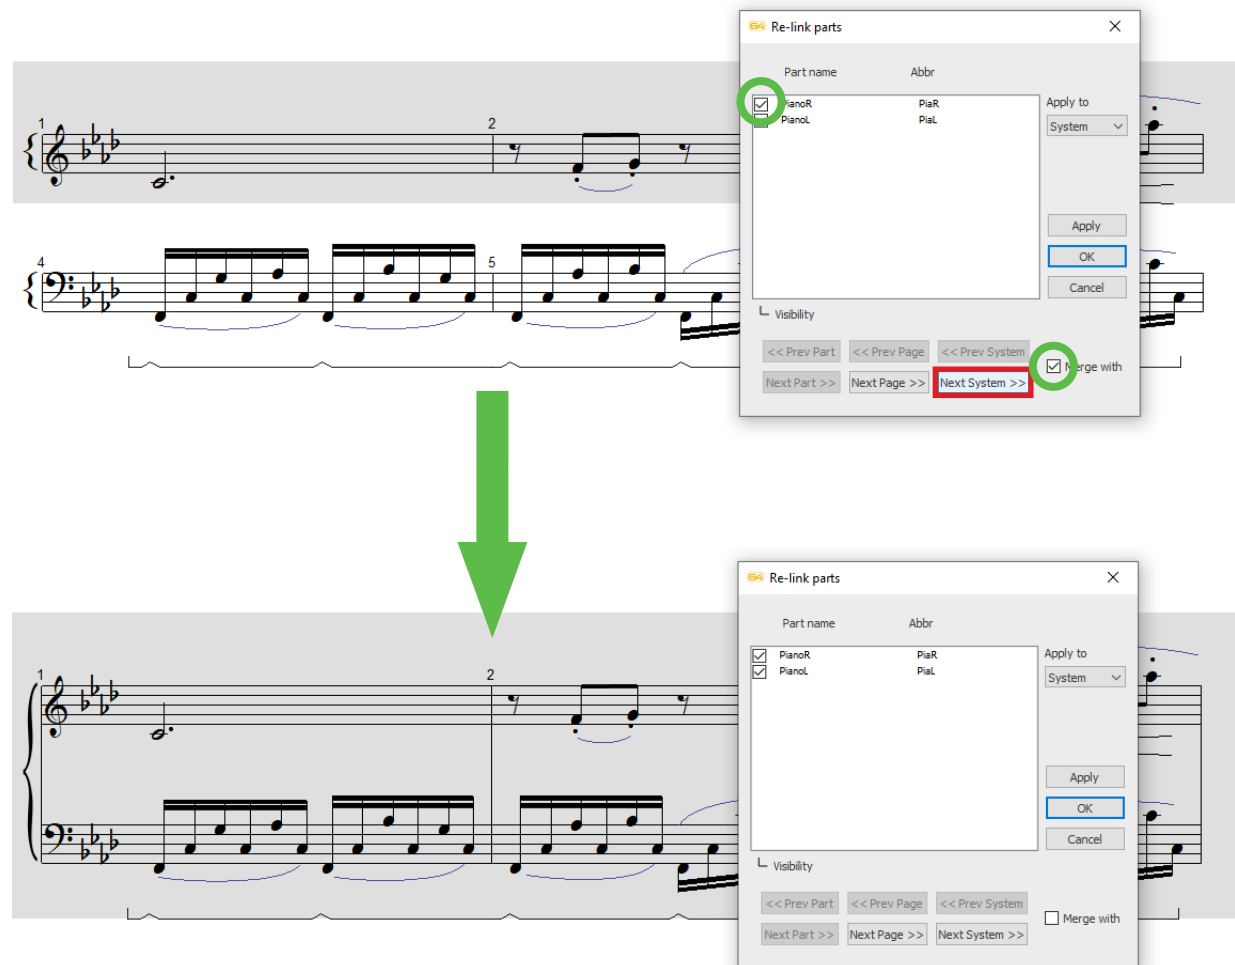 64 Re-link parts
Part name Abbr
PianoR PiaR
PianoL PiaL
Apply to
System
Apply
OK
Cancel
Visibility
<< Prev Part << Prev Page << Prev System
Next Part >> Next Page >> Next System >>
Merge with
1 2
4 5
64 Re-link parts
Part name Abbr
PianoR PiaR
PianoL PiaL
Apply to
System
Apply
OK
Cancel
Visibility
<< Prev Part << Prev Page << Prev System
Next Part >> Next Page >> Next System >>
Merge with
1 2